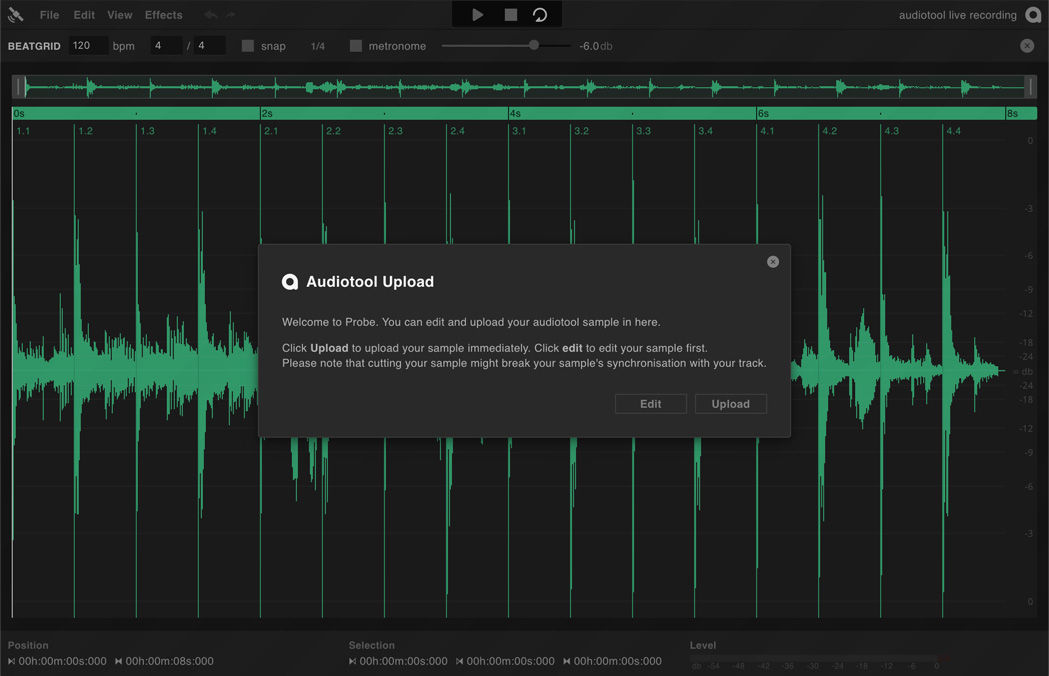 File Edit View Effects
audiotool live recording
BEATGRID 120 bpm 4 / 4 snap 1/4 metronome -6.0db
0s 2s 4s 6s 8s
1.1 1.2 1.3 1.4 2.1 2.2 2.3 2.4 3.1 3.2 3.3 3.4 4.1 4.2 4.3 4.4
0
-3
-6
-9
-12
-18
-24
∞ db
-24
-18
-12
-9
-6
-3
0
Audiotool Upload
Welcome to Probe. You can edit and upload your audiotool sample in here.
Click Upload to upload your sample immediately. Click edit to edit your sample first.
Please note that cutting your sample might break your sample's synchronisation with your track.
Edit Upload
Position Selection Level
00h:00m:00s:000 00h:00m:08s:000 00h:00m:00s:000 00h:00m:00s:000 00h:00m:00s:000
db -54 -48 -42 -36 -30 -24 -18 -12 -6 0